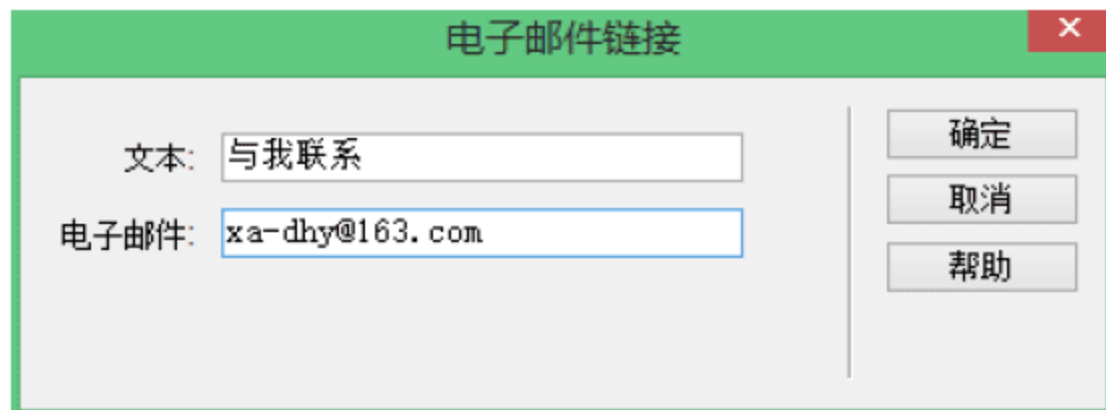 电子邮件链接
文本: 与我联系
电子邮件: xa-dhy@163.com
确定
取消
帮助